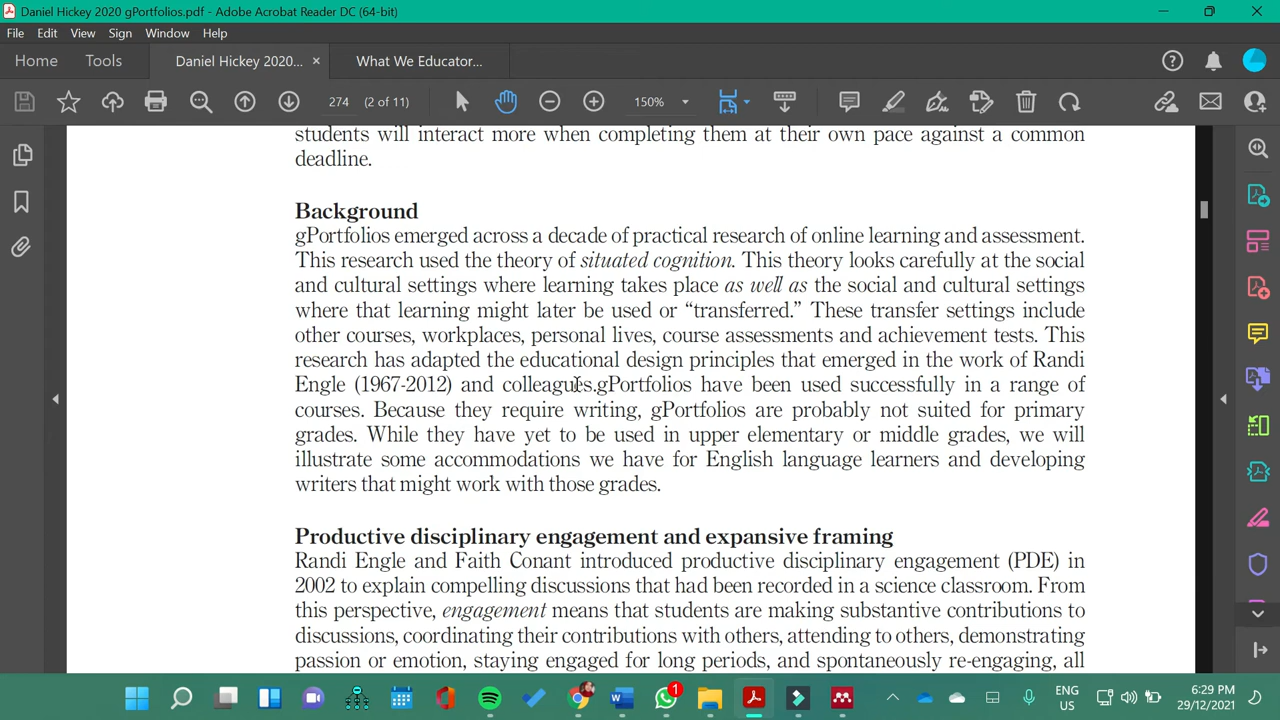 Daniel Hickey 2020 gPortfolios.pdf - Adobe Acrobat Reader DC (64-bit)
File Edit View Sign Window Help
Home Tools Daniel Hickey 2020... × What We Educator...
274 (2 of 11) 150%
students will interact more when completing them at their own pace against a common
deadline.
Background
gPortfolios emerged across a decade of practical research of online learning and assessment.
This research used the theory of situated cognition. This theory looks carefully at the social
and cultural settings where learning takes place as well as the social and cultural settings
where that learning might later be used or “transferred.” These transfer settings include
other courses, workplaces, personal lives, course assessments and achievement tests. This
research has adapted the educational design principles that emerged in the work of Randi
Engle (1967-2012) and colleagues.gPortfolios have been used successfully in a range of
courses. Because they require writing, gPortfolios are probably not suited for primary
grades. While they have yet to be used in upper elementary or middle grades, we will
illustrate some accommodations we have for English language learners and developing
writers that might work with those grades.
Productive disciplinary engagement and expansive framing
Randi Engle and Faith Conant introduced productive disciplinary engagement (PDE) in
2002 to explain compelling discussions that had been recorded in a science classroom. From
this perspective, engagement means that students are making substantive contributions to
discussions, coordinating their contributions with others, attending to others, demonstrating
passion or emotion, staying engaged for long periods, and spontaneously re-engaging, all
1
ENG
US
6:29 PM
29/12/2021